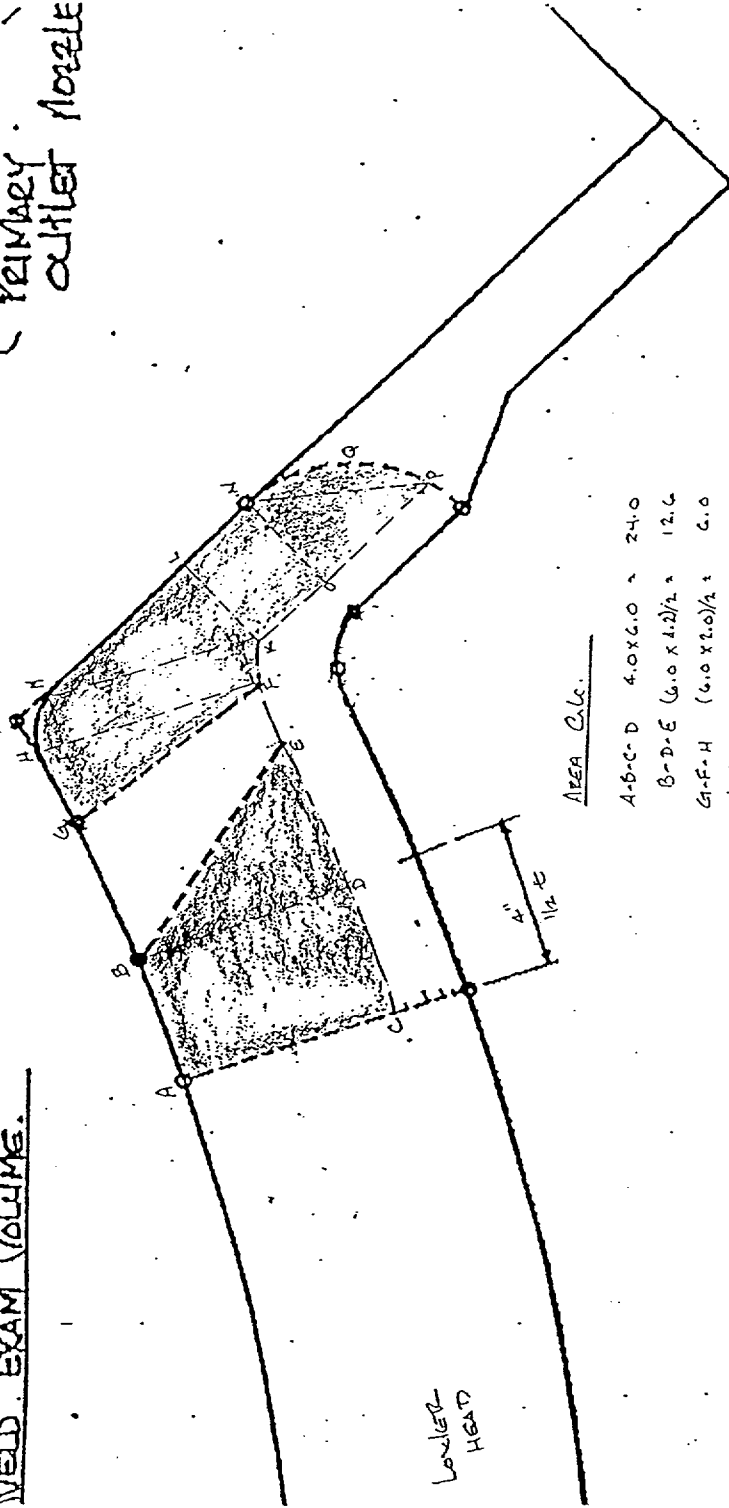 WELD EXAM VOLUME.
( PRIMARY
OUTLET NOZZLE
H
M
G
L
N
B
F
K
Q
E
O
P
A
D
C
4"
1/2 t
LOWER
HEAD
AREA Calc.
A-B-C-D 4.0 x 6.0 = 24.0
B-D-E (6.0 x 4.2)/2 = 12.6
G-F-H (6.0 x 2.0)/2 = 6.0